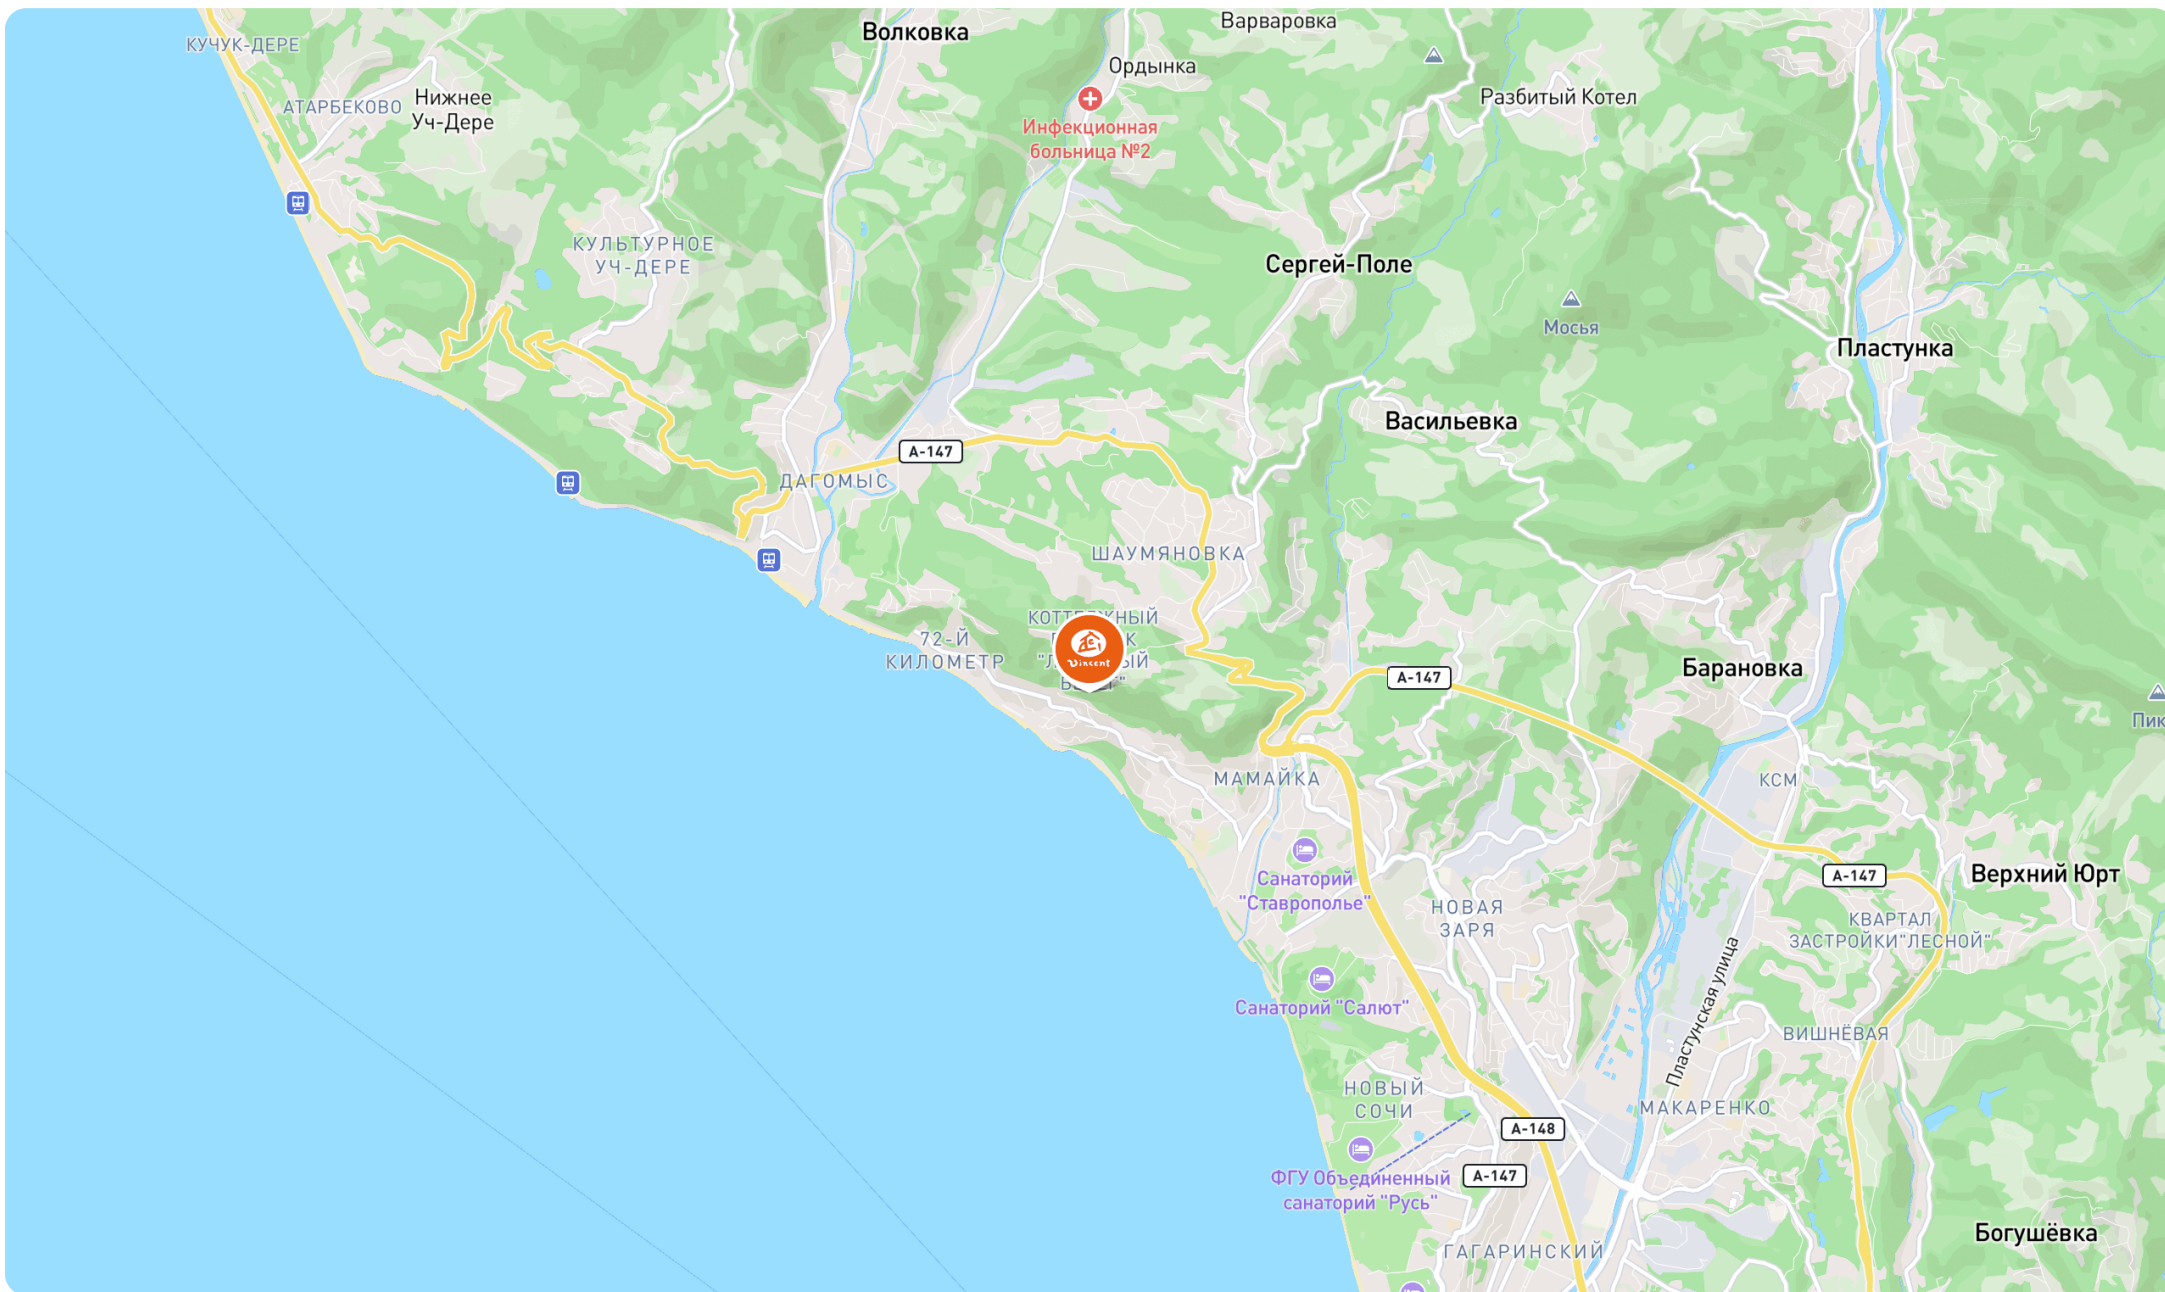 Варваровка
Волковка
КУЧУК-ДЕРЕ
Ордынка
Нижнее
Уч-Дере
АТАРБЕКОВО
Разбитый Котел
Инфекционная
больница №2
КУЛЬТУРНОЕ
УЧ-ДЕРЕ
Сергей-Поле
Мосья
Пластунка
Васильевка
А-147
ДАГОМЫС
ШАУМЯНОВКА
72-Й
КИЛОМЕТР
Vincent
А-147
Барановка
Пик
МАМАЙКА
КСМ
Санаторий
"Ставрополье"
А-147
Верхний Юрт
НОВАЯ
ЗАРЯ
КВАРТАЛ
ЗАСТРОЙКИ"ЛЕСНОЙ"
Санаторий "Салют"
Пластунская улица
ВИШНЁВАЯ
НОВЫЙ
СОЧИ
МАКАРЕНКО
А-148
ФГУ Объединенный
санаторий "Русь"
А-147
Богушёвка
ГАГАРИНСКИЙ